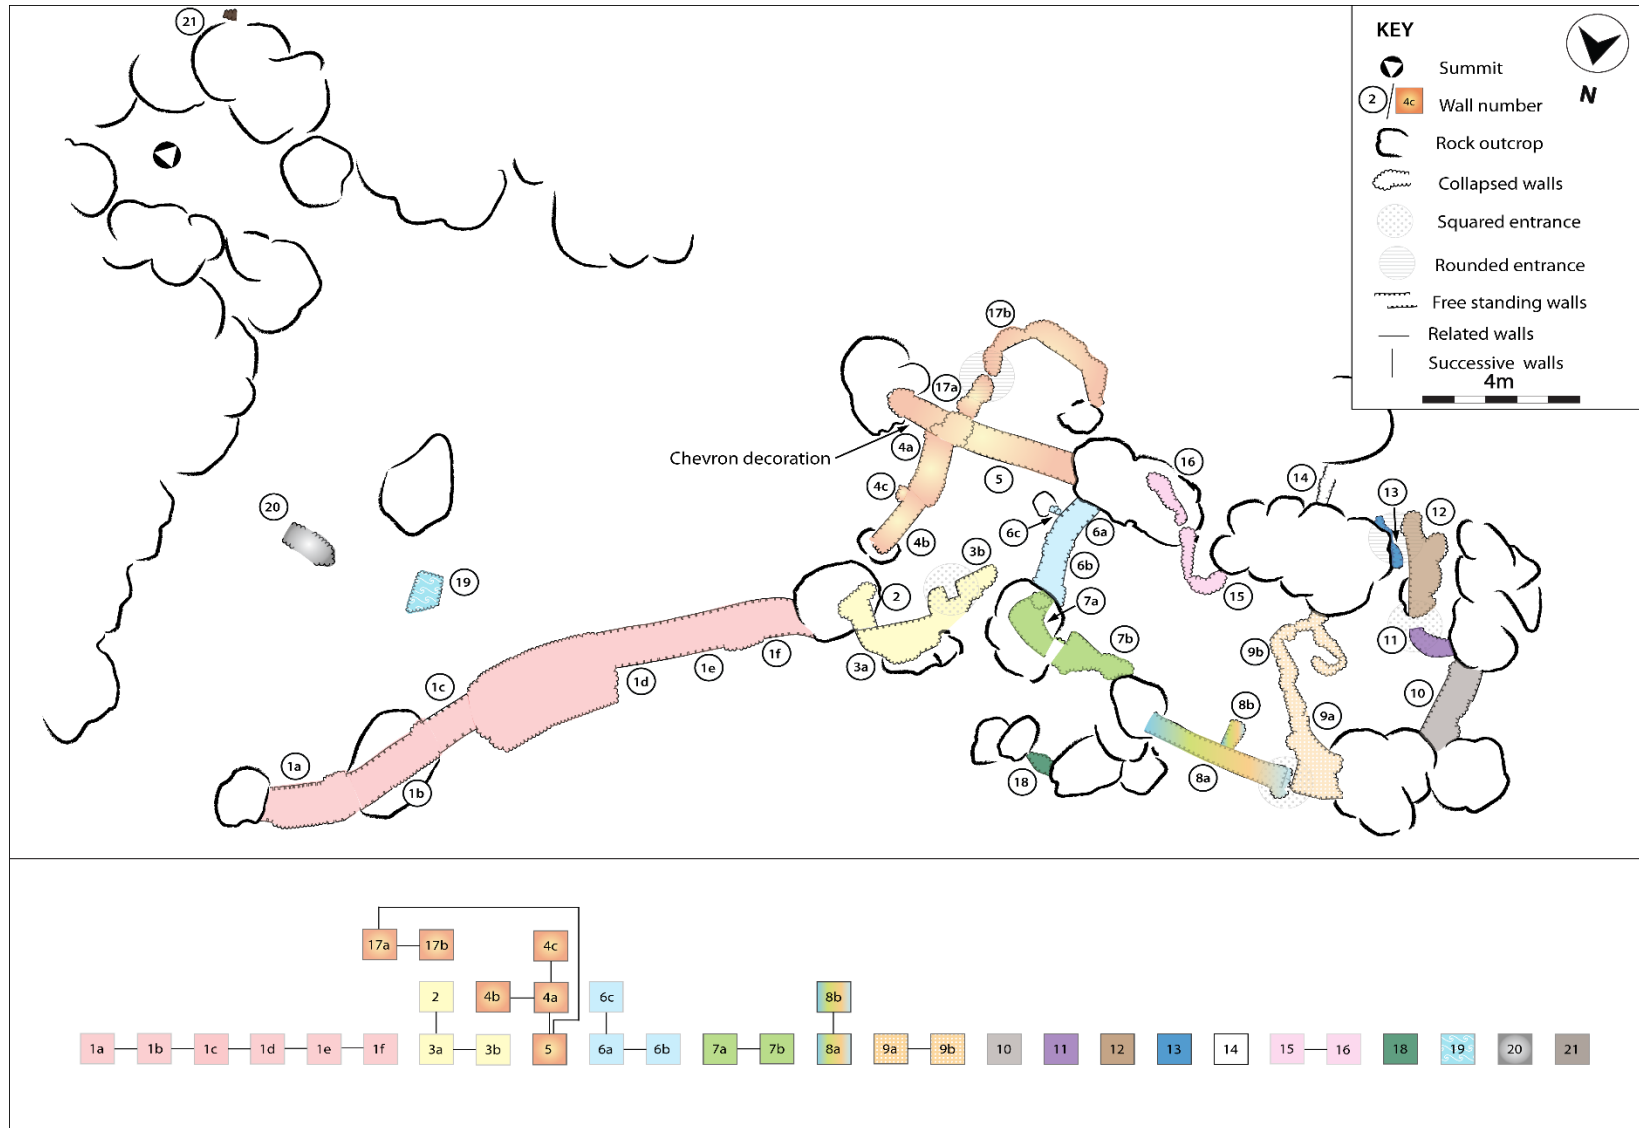 21
KEY
N
Summit
2
4c
Wall number
Rock outcrop
Collapsed walls
Squared entrance
Rounded entrance
Free standing walls
Related walls
Successive walls
4m
17b
17a
4a
Chevron decoration
5
16
14
13
12
4c
20
6c
6a
4b
3b
6b
19
2
15
7a
7b
11
9b
3a
1f
1e
1d
1c
10
8b
9a
1a
18
8a
1b
17a
17b
4c
2
4b
4a
6c
8b
1a
1b
1c
1d
1e
1f
3a
3b
5
6a
6b
7a
7b
8a
9a
9b
10
11
12
13
14
15
16
18
19
20
21